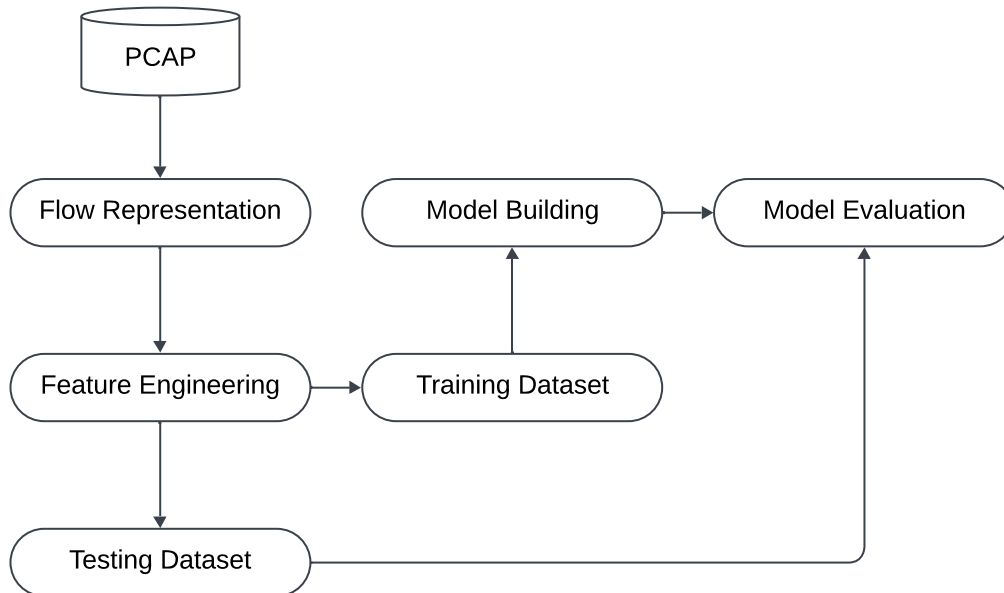 PCAP
Flow Representation
Model Building
Model Evaluation
Feature Engineering
Training Dataset
Testing Dataset